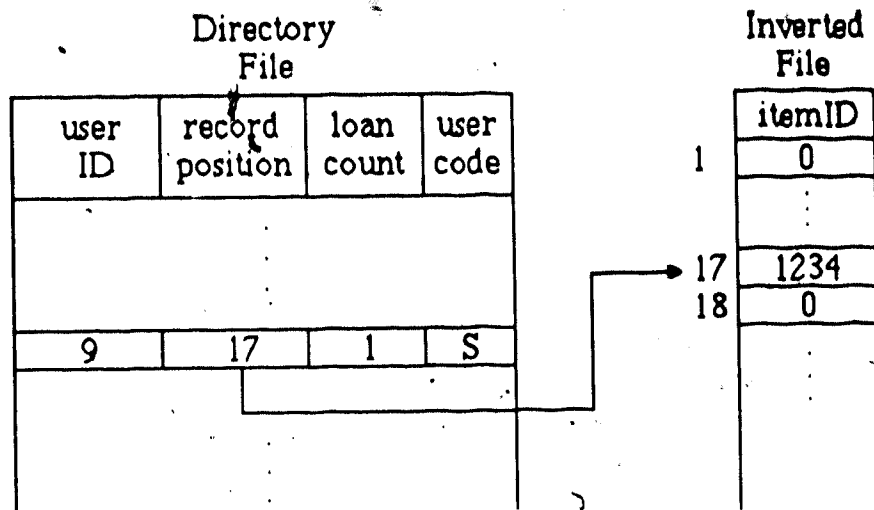 Directory
File
user ID
record position
loan count
user code
9 17 1 S
Inverted
File
itemID
1 0
17 1234
18 0